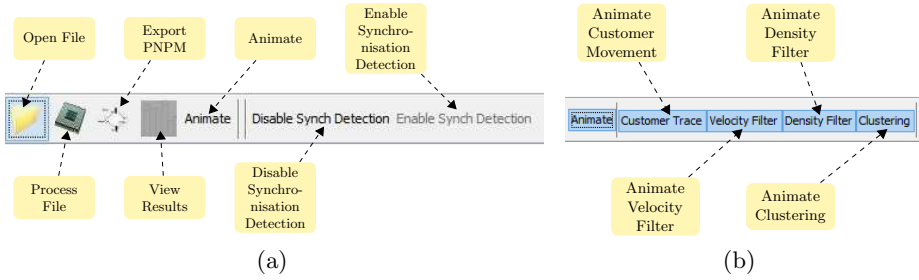 Open File
Export
PNPM
Animate
Enable
Synchro-
nisation
Detection
Animate
Disable Synch Detection
Enable Synch Detection
Process
File
View
Results
Disable
Synchro-
nisation
Detection
(a)
Animate
Customer
Movement
Animate
Density
Filter
Animate
Customer Trace
Velocity Filter
Density Filter
Clustering
Animate
Velocity
Filter
Animate
Clustering
(b)